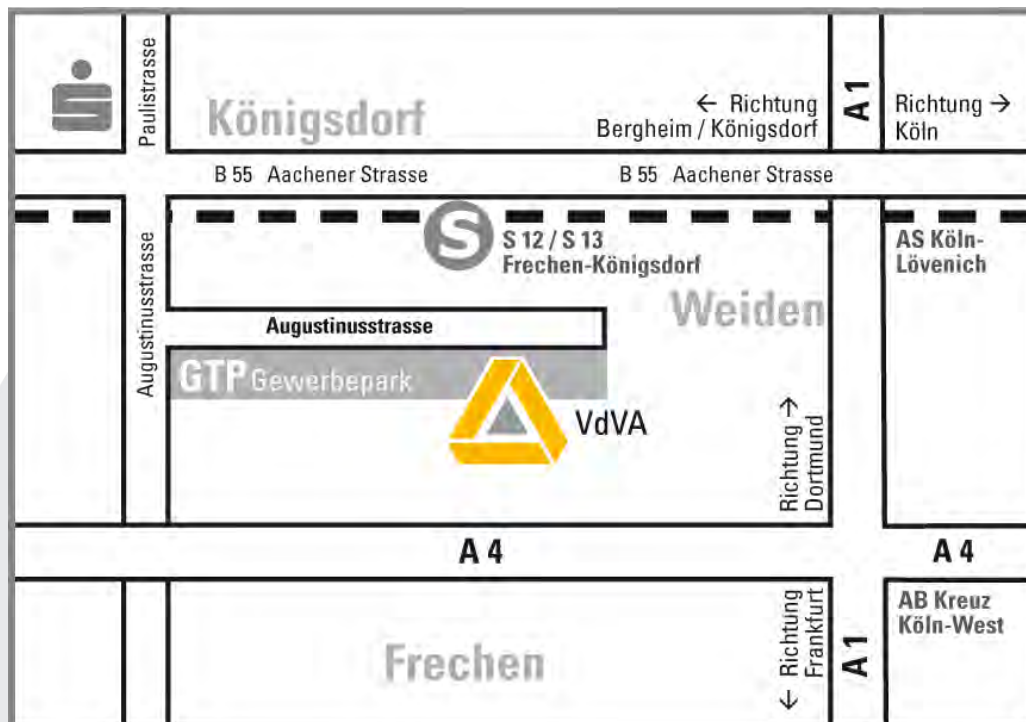 Paulistrasse
Königsdorf
← Richtung
Bergheim / Königsdorf
A 1
Richtung →
Köln
B 55 Aachener Strasse
B 55 Aachener Strasse
S
S 12 / S 13
Frechen-Königsdorf
AS Köln-
Lövenich
Augustinusstrasse
Weiden
Augustinusstrasse
GTP Gewerbepark
VdVA
Richtung →
Dortmund
A 4
A 4
← Richtung
Frankfurt
AB Kreuz
Köln-West
Frechen
A 1